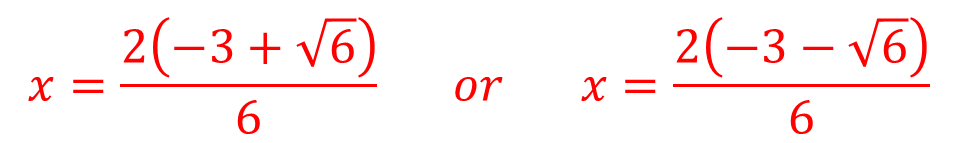 x = 2(−3 + √6)/6 or x = 2(−3 − √6)/6